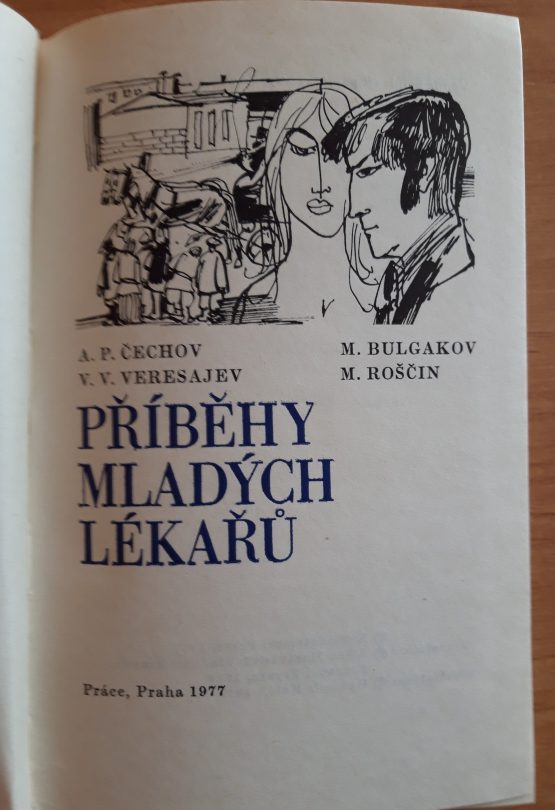 A. P. ČECHOV
V. V. VERESAJEV
M. BULGAKOV
M. ROŠČIN
PŘÍBĚHY
MLADÝCH
LÉKAŘŮ
Práce, Praha 1977